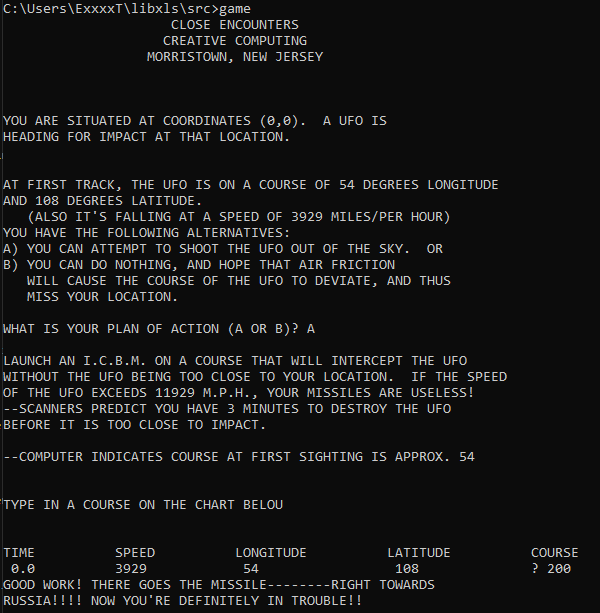 C:\Users\ExxxxT\libxls\src>game
CLOSE ENCOUNTERS
CREATIVE COMPUTING
MORRISTOWN, NEW JERSEY
YOU ARE SITUATED AT COORDINATES (0,0).  A UFO IS
HEADING FOR IMPACT AT THAT LOCATION.
AT FIRST TRACK, THE UFO IS ON A COURSE OF 54 DEGREES LONGITUDE
AND 108 DEGREES LATITUDE.
(ALSO IT'S FALLING AT A SPEED OF 3929 MILES/PER HOUR)
YOU HAVE THE FOLLOWING ALTERNATIVES:
A) YOU CAN ATTEMPT TO SHOOT THE UFO OUT OF THE SKY.  OR
B) YOU CAN DO NOTHING, AND HOPE THAT AIR FRICTION
WILL CAUSE THE COURSE OF THE UFO TO DEVIATE, AND THUS
MISS YOUR LOCATION.
WHAT IS YOUR PLAN OF ACTION (A OR B)? A
LAUNCH AN I.C.B.M. ON A COURSE THAT WILL INTERCEPT THE UFO
WITHOUT THE UFO BEING TOO CLOSE TO YOUR LOCATION.  IF THE SPEED
OF THE UFO EXCEEDS 11929 M.P.H., YOUR MISSILES ARE USELESS!
--SCANNERS PREDICT YOU HAVE 3 MINUTES TO DESTROY THE UFO
BEFORE IT IS TOO CLOSE TO IMPACT.
--COMPUTER INDICATES COURSE AT FIRST SIGHTING IS APPROX. 54
TYPE IN A COURSE ON THE CHART BELOU
TIME SPEED LONGITUDE LATITUDE COURSE
0.0 3929 54 108 ? 200
GOOD WORK! THERE GOES THE MISSILE--------RIGHT TOWARDS
RUSSIA!!!! NOW YOU'RE DEFINITELY IN TROUBLE!!